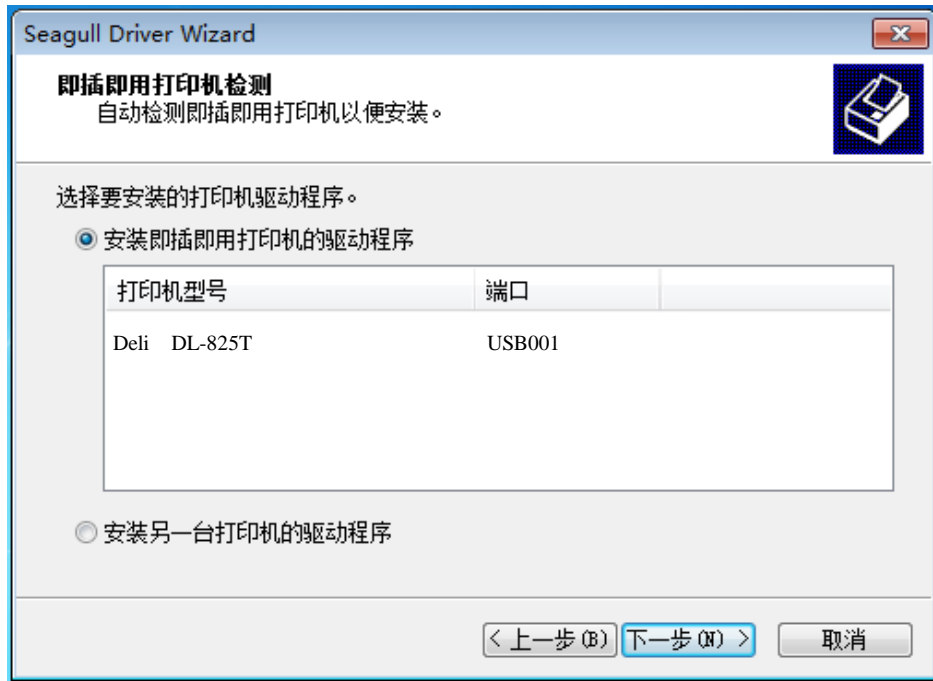 Seagull Driver Wizard
即插即用打印机检测
自动检测即插即用打印机以便安装。
选择要安装的打印机驱动程序。
安装即插即用打印机的驱动程序
打印机型号 端口
Deli DL-825T USB001
安装另一台打印机的驱动程序
< 上一步(B) 下一步(N) > 取消